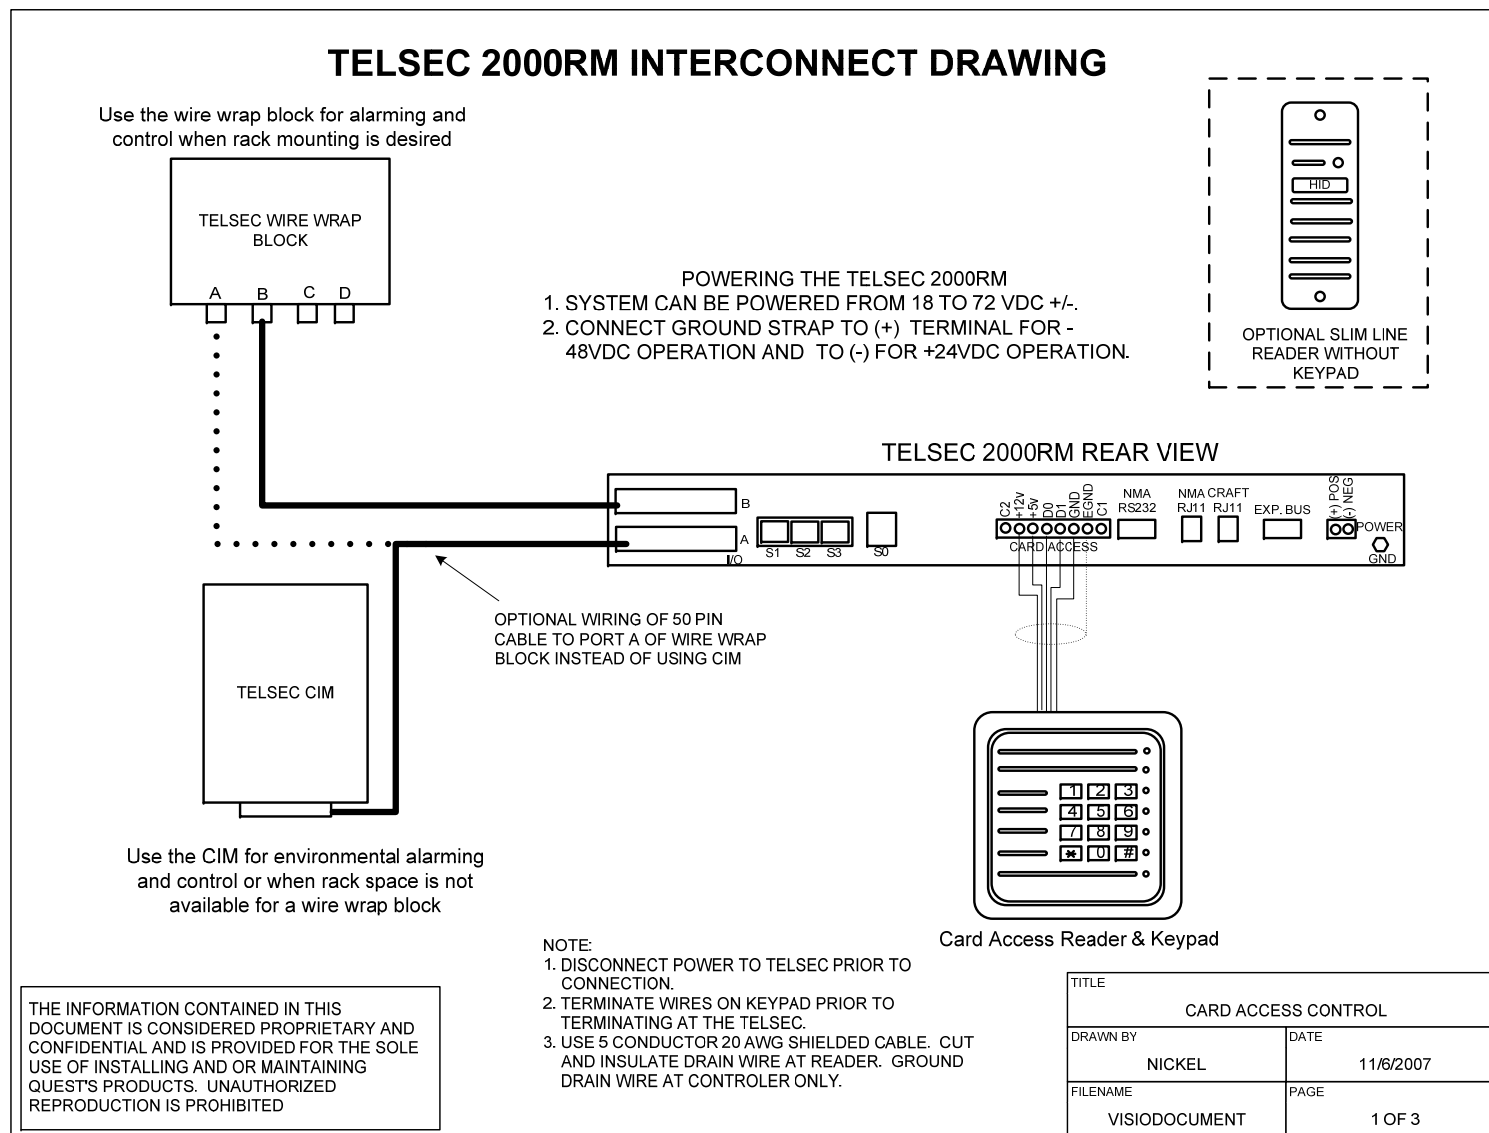 TELSEC 2000RM INTERCONNECT DRAWING
Use the wire wrap block for alarming and
control when rack mounting is desired
TELSEC WIRE WRAP
BLOCK
A B C D
HID
OPTIONAL SLIM LINE
READER WITHOUT
KEYPAD
POWERING THE TELSEC 2000RM
1. SYSTEM CAN BE POWERED FROM 18 TO 72 VDC +/-.
2. CONNECT GROUND STRAP TO (+) TERMINAL FOR -
48VDC OPERATION AND TO (-) FOR +24VDC OPERATION.
TELSEC 2000RM REAR VIEW
B
A
I/O
S1 S2 S3
S0
C2
+12v
+5v
D0
D1
GND
EGND
C1
CARD ACCESS
NMA
RS232
NMA
RJ11
CRAFT
RJ11
EXP. BUS
(+) POS
(-) NEG
POWER
GND
OPTIONAL WIRING OF 50 PIN
CABLE TO PORT A OF WIRE WRAP
BLOCK INSTEAD OF USING CIM
TELSEC CIM
Use the CIM for environmental alarming
and control or when rack space is not
available for a wire wrap block
1 2 3
4 5 6
7 8 9
* 0 #
Card Access Reader & Keypad
NOTE:
1. DISCONNECT POWER TO TELSEC PRIOR TO
CONNECTION.
2. TERMINATE WIRES ON KEYPAD PRIOR TO
TERMINATING AT THE TELSEC.
3. USE 5 CONDUCTOR 20 AWG SHIELDED CABLE. CUT
AND INSULATE DRAIN WIRE AT READER. GROUND
DRAIN WIRE AT CONTROLER ONLY.
THE INFORMATION CONTAINED IN THIS
DOCUMENT IS CONSIDERED PROPRIETARY AND
CONFIDENTIAL AND IS PROVIDED FOR THE SOLE
USE OF INSTALLING AND OR MAINTAINING
QUEST'S PRODUCTS. UNAUTHORIZED
REPRODUCTION IS PROHIBITED
TITLE
CARD ACCESS CONTROL
DRAWN BY
NICKEL
DATE
11/6/2007
FILENAME
VISIODOCUMENT
PAGE
1 OF 3